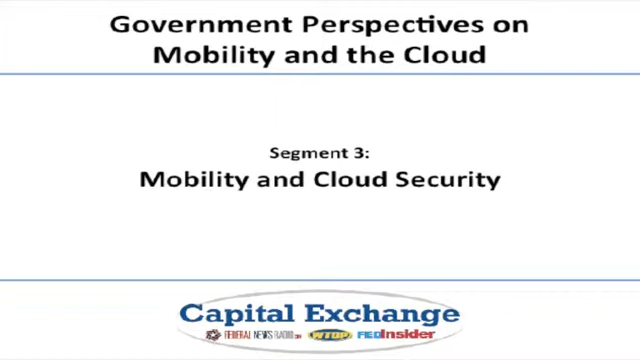 Government Perspectives on
Mobility and the Cloud
Segment 3:
Mobility and Cloud Security
Capital Exchange
FEDERAL NEWS RADIO WTOP FEDInsider